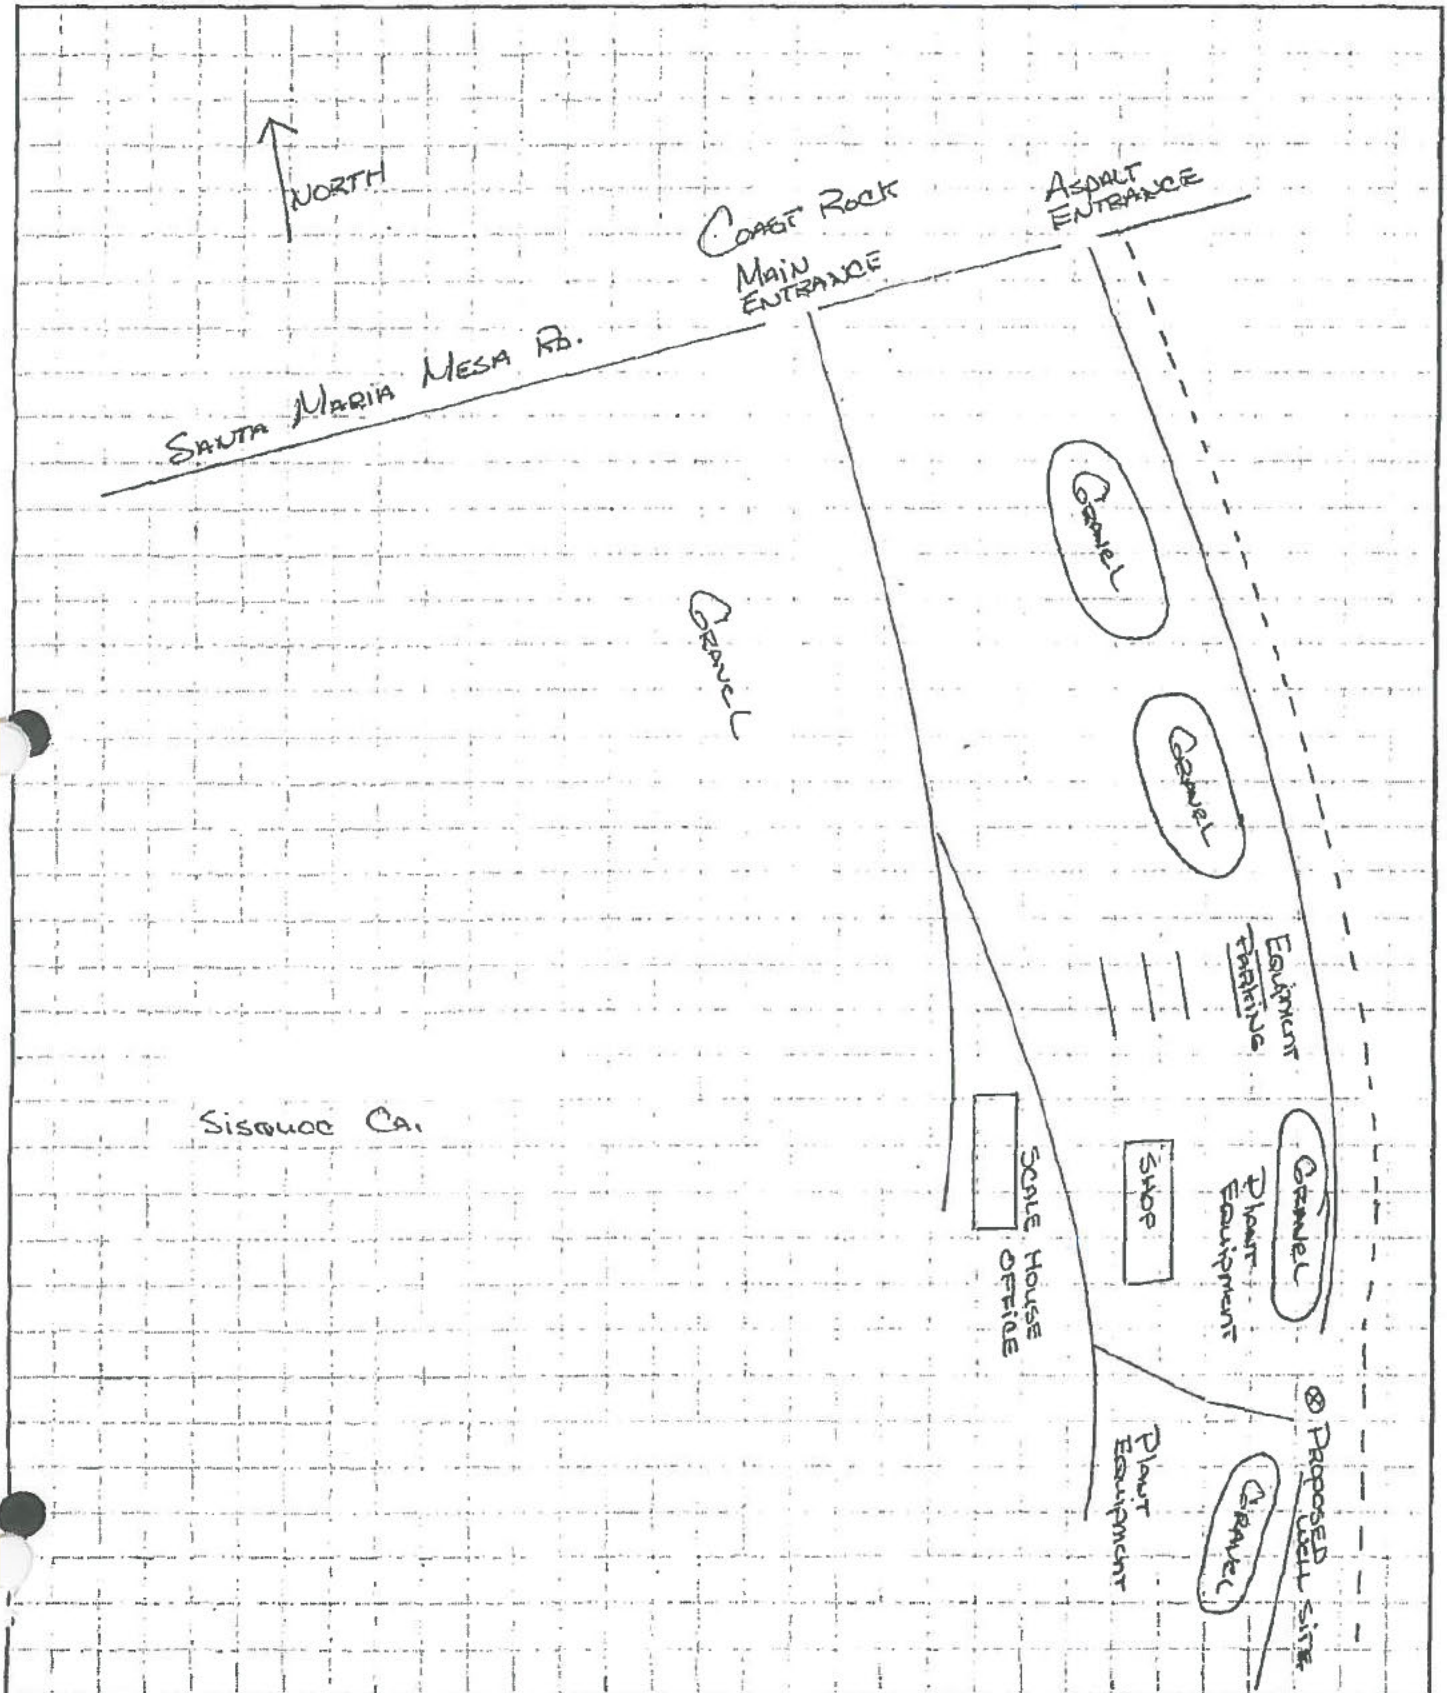 NORTH
COAST ROCK
MAIN
ENTRANCE
ASPALT
ENTRANCE
SANTA MARIA MESA RD.
GRAVEL
GRAVEL
GRAVEL
EQUIPMENT
PARKING
SISQUOC CA.
SCALE HOUSE
OFFICE
SHOP
PLANT
EQUIPMENT
GRAVEL
PLANT
EQUIPMENT
GRAVEL
⊗ PROPOSED
WELL SITE